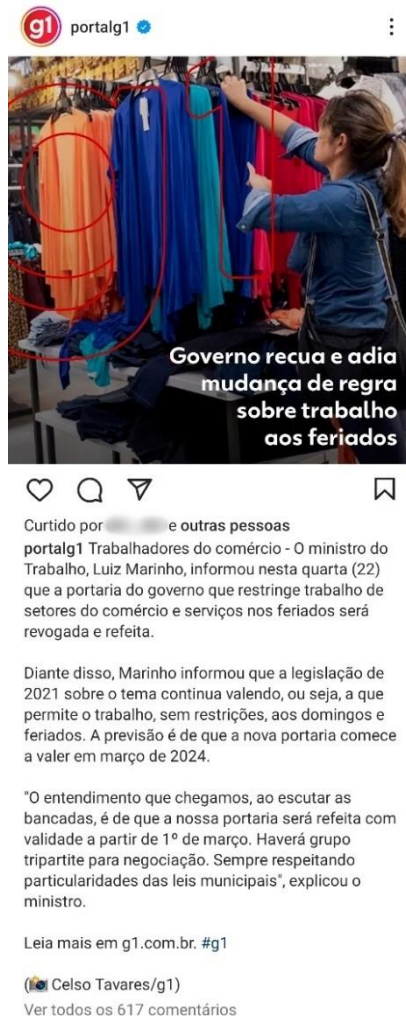 g1 portalg1
Governo recua e adia
mudança de regra
sobre trabalho
aos feriados
Curtido por e outras pessoas
portalg1 Trabalhadores do comércio - O ministro do
Trabalho, Luiz Marinho, informou nesta quarta (22)
que a portaria do governo que restringe trabalho de
setores do comércio e serviços nos feriados será
revogada e refeita.
Diante disso, Marinho informou que a legislação de
2021 sobre o tema continua valendo, ou seja, a que
permite o trabalho, sem restrições, aos domingos e
feriados. A previsão é de que a nova portaria comece
a valer em março de 2024.
"O entendimento que chegamos, ao escutar as
bancadas, é de que a nossa portaria será refeita com
validade a partir de 1º de março. Haverá grupo
tripartite para negociação. Sempre respeitando
particularidades das leis municipais", explicou o
ministro.
Leia mais em g1.com.br. #g1
(📸 Celso Tavares/g1)
Ver todos os 617 comentários